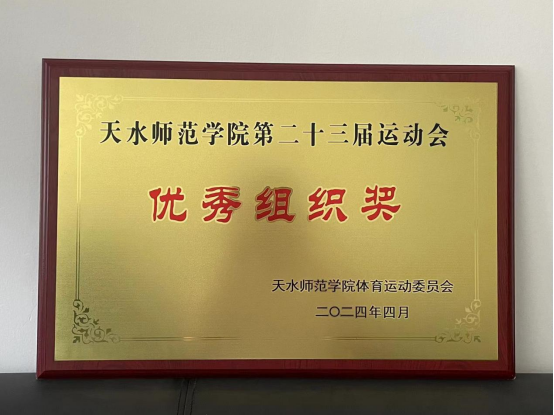 天水师范学院第二十三届运动会
优秀组织奖
天水师范学院体育运动委员会
二〇二四年四月